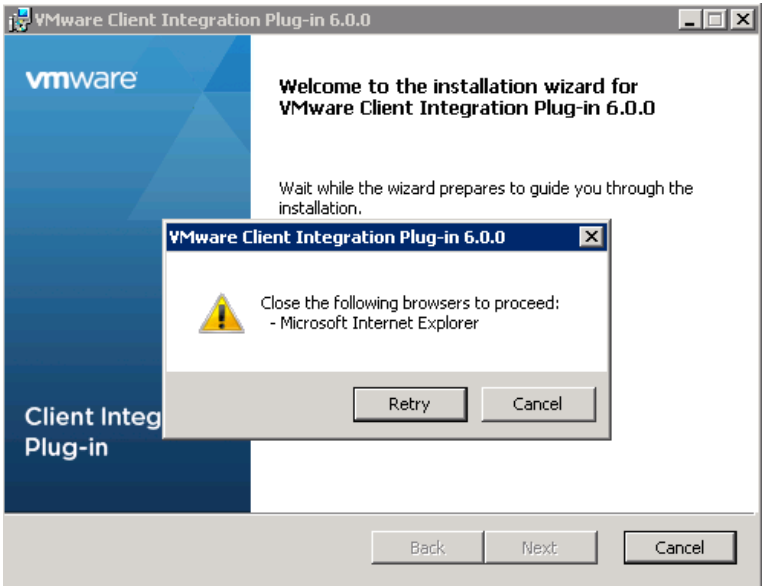 VMware Client Integration Plug-in 6.0.0
vmware
Welcome to the installation wizard for
VMware Client Integration Plug-in 6.0.0
Wait while the wizard prepares to guide you through the
installation.
VMware Client Integration Plug-in 6.0.0
Close the following browsers to proceed:
- Microsoft Internet Explorer
Retry
Cancel
Client Integ
Plug-in
Back
Next
Cancel